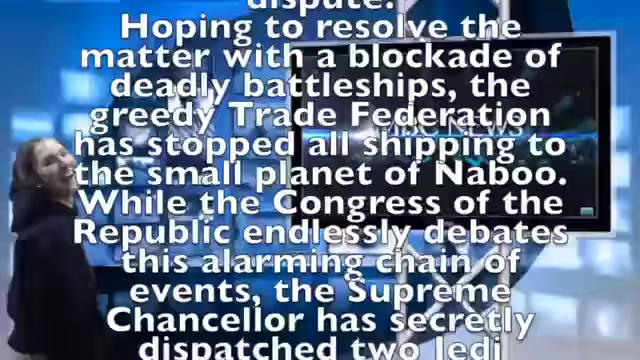 dispute.
Hoping to resolve the
matter with a blockade of
deadly battleships, the
greedy Trade Federation
has stopped all shipping to
the small planet of Naboo.
While the Congress of the
Republic endlessly debates
this alarming chain of
events, the Supreme
Chancellor has secretly
dispatched two Jedi
NEWS